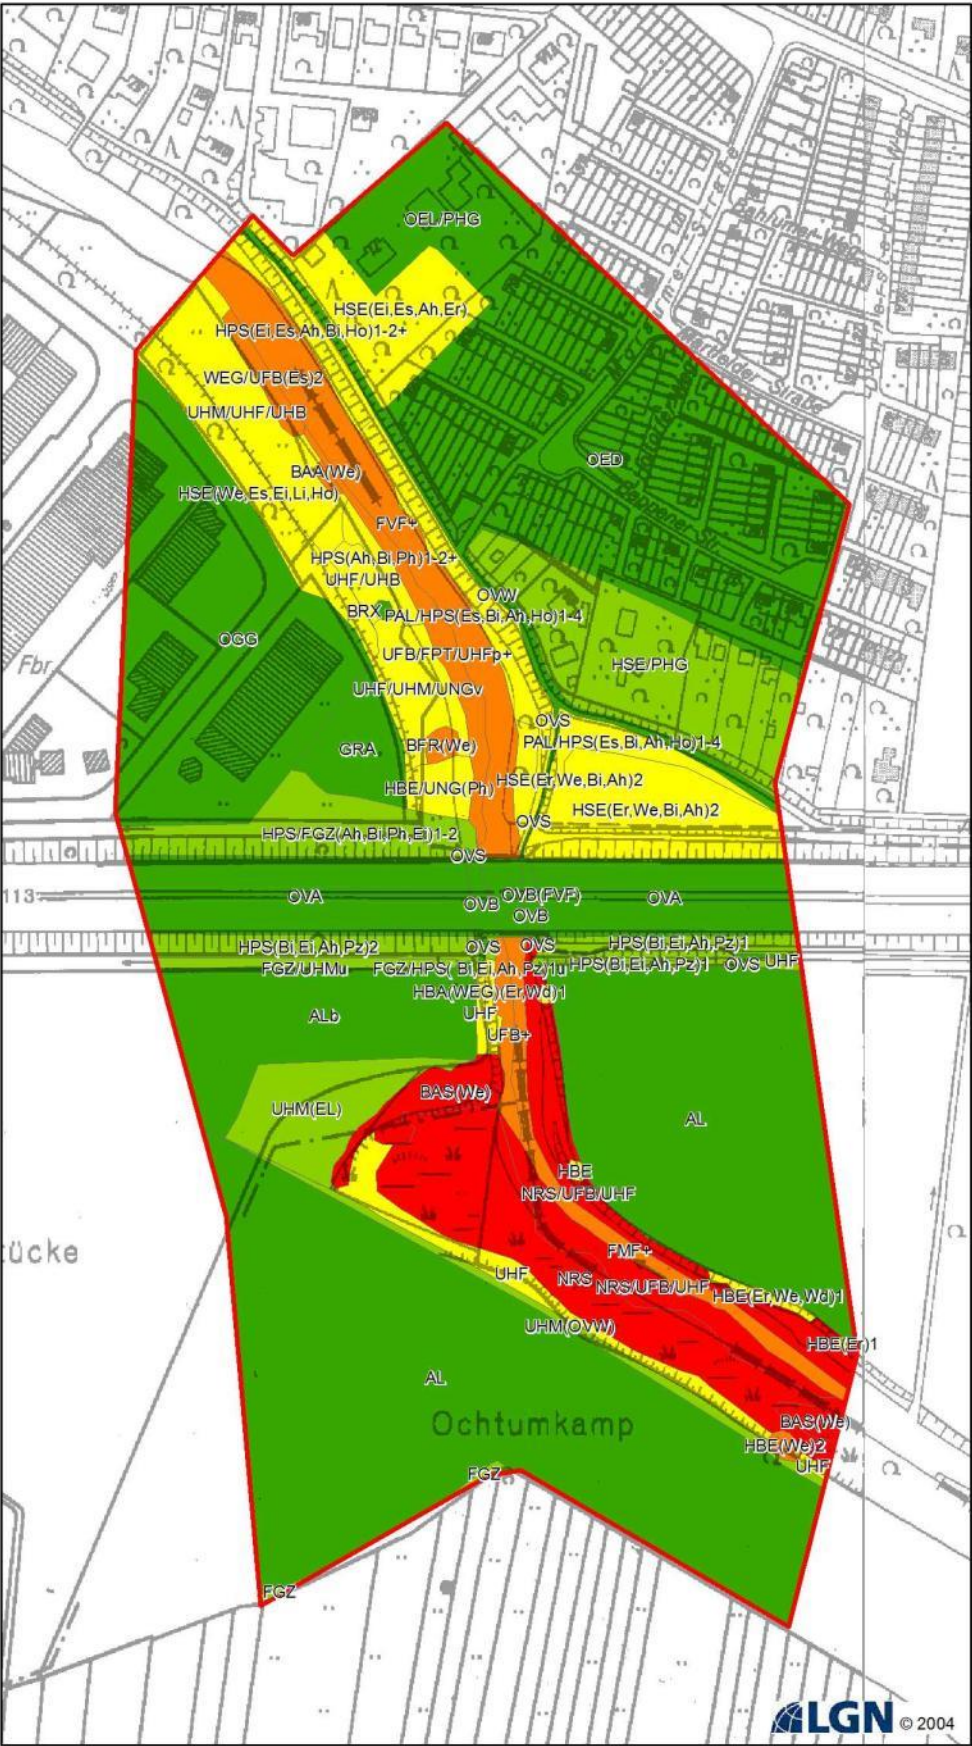 OEL/PHG
HSE(Ei,Es,Ah,Er)
HPS(Ei,Es,Ah,Bi,Ho)1-2+
WEG/UFB(Es)2
UHM/UHF/UHB
OED
BAA(We)
HSE(We,Es,Ei,Li,Ho)
FVF+
HPS(Ah,Bi,Ph)1-2+
UHF/UHB
OVW
BRX
PAL/HPS(Es,Bi,Ah,Ho)1-4
OGG
UFB/FPT/UHFp+
Fbr.
HSE/PHG
UHF/UHM/UNGv
OVS
PAL/HPS(Es,Bi,Ah,Ho)1-4
GRA
BFR(We)
HSE(Er,We,Bi,Ah)2
HBE/UNG(Ph)
HSE(Er,We,Bi,Ah)2
OVS
HPS/FGZ(Ah,Bi,Ph,Ei)1-2
OVS
113
OVA
OVB
OVB(FVF)
OVA
OVB
HPS(Bi,Ei,Ah,Pz)2
OVS
OVS
HPS(Bi,Ei,Ah,Pz)1
FGZ/UHMu
FGZ/HPS( Bi,Ei,Ah,Pz)1u
HPS(Bi,Ei,Ah,Pz)1
OVS
UHF
HBA(WEG)(Er,Wd)1
ALb
UHF
UFB+
BAS(We)
UHM(EL)
AL
HBE
NRS/UFB/UHF
ücke
FMF+
UHF
NRS
NRS/UFB/UHF
HBE(Er,We,Wd)1
UHM(OVW)
HBE(Er)1
AL
Ochtumkamp
BAS(We)
HBE(We)2
UHF
FGZ
FGZ
LGN © 2004